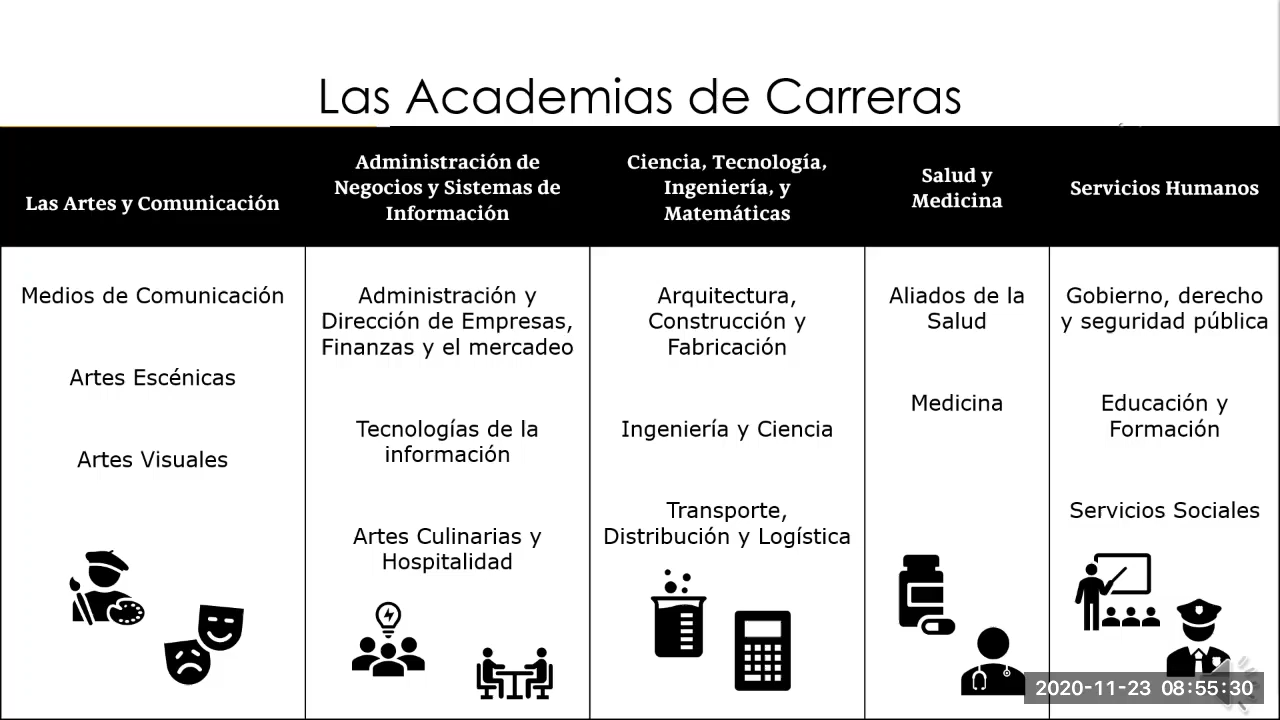 Las Academias de Carreras
Las Artes y Comunicación
Administración de
Negocios y Sistemas de
Información
Ciencia, Tecnología,
Ingeniería, y
Matemáticas
Salud y
Medicina
Servicios Humanos
Medios de Comunicación
Artes Escénicas
Artes Visuales
Administración y
Dirección de Empresas,
Finanzas y el mercadeo
Tecnologías de la
información
Artes Culinarias y
Hospitalidad
Arquitectura,
Construcción y
Fabricación
Ingeniería y Ciencia
Transporte,
Distribución y Logística
Aliados de la
Salud
Medicina
Gobierno, derecho
y seguridad pública
Educación y
Formación
Servicios Sociales
2020-11-23 08:55:30